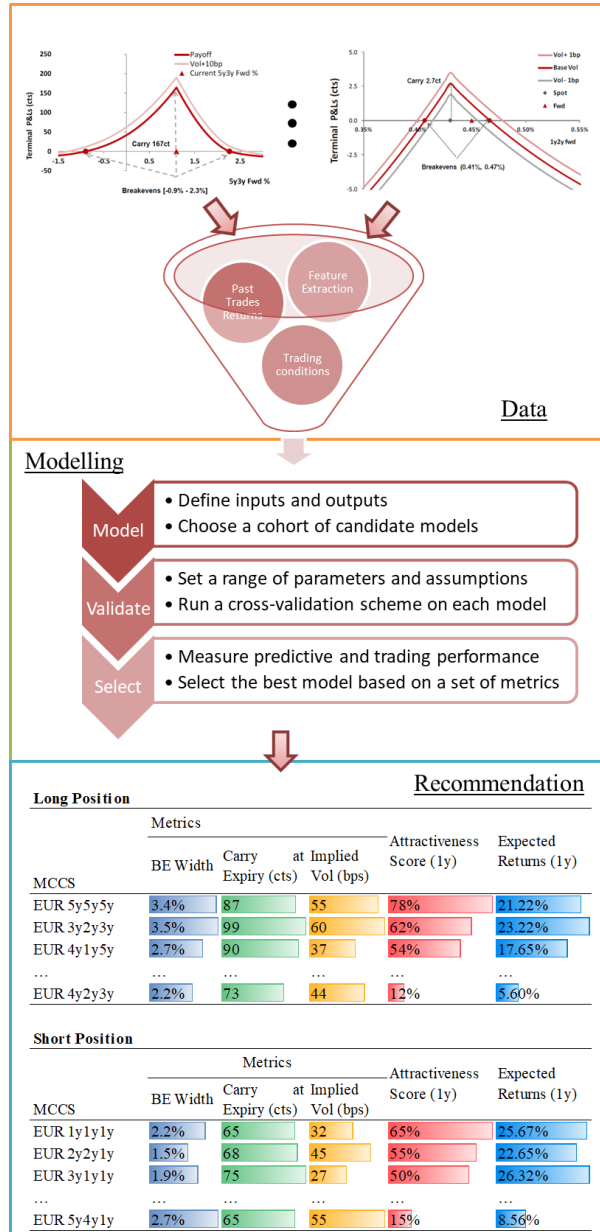 Payoff
Vol+10bp
Current 5y3y Fwd %
Terminal P&Ls (cts)
250
200
150
100
50
0
-50
-1.5
-0.5
0.5
1.5
2.5
Carry 167ct
5y3y Fwd %
Breakevens [-0.9% - 2.3%]
Vol + 1bp
Base Vol
Vol - 1bp
Spot
Fwd
Terminal P&Ls (cts)
5.0
2.5
0.0
-2.5
-5.0
Carry 2.7ct
0.35%
0.40%
0.45%
0.50%
0.55%
1y2y fwd
Breakevens (0.41%, 0.47%)
Past
Trades
Returns
Feature
Extraction
Trading
conditions
Data
Modelling
Model
• Define inputs and outputs
• Choose a cohort of candidate models
Validate
• Set a range of parameters and assumptions
• Run a cross-validation scheme on each model
Select
• Measure predictive and trading performance
• Select the best model based on a set of metrics
Recommendation
Long Position
Metrics
MCCS BE Width Carry at Expiry (cts) Implied Vol (bps) Attractiveness Score (1y) Expected Returns (1y)
EUR 5y5y5y 3.4% 87 55 78% 21.22%
EUR 3y2y3y 3.5% 99 60 62% 23.22%
EUR 4y1y5y 2.7% 90 37 54% 17.65%
... ... ... ... ... ...
EUR 4y2y3y 2.2% 73 44 12% 5.60%
Short Position
Metrics
MCCS BE Width Carry at Expiry (cts) Implied Vol (bps) Attractiveness Score (1y) Expected Returns (1y)
EUR 1y1y1y 2.2% 65 32 65% 25.67%
EUR 2y2y1y 1.5% 68 45 55% 22.65%
EUR 3y1y1y 1.9% 75 27 50% 26.32%
... ... ... ... ... ...
EUR 5y4y1y 2.7% 65 55 15% 8.56%